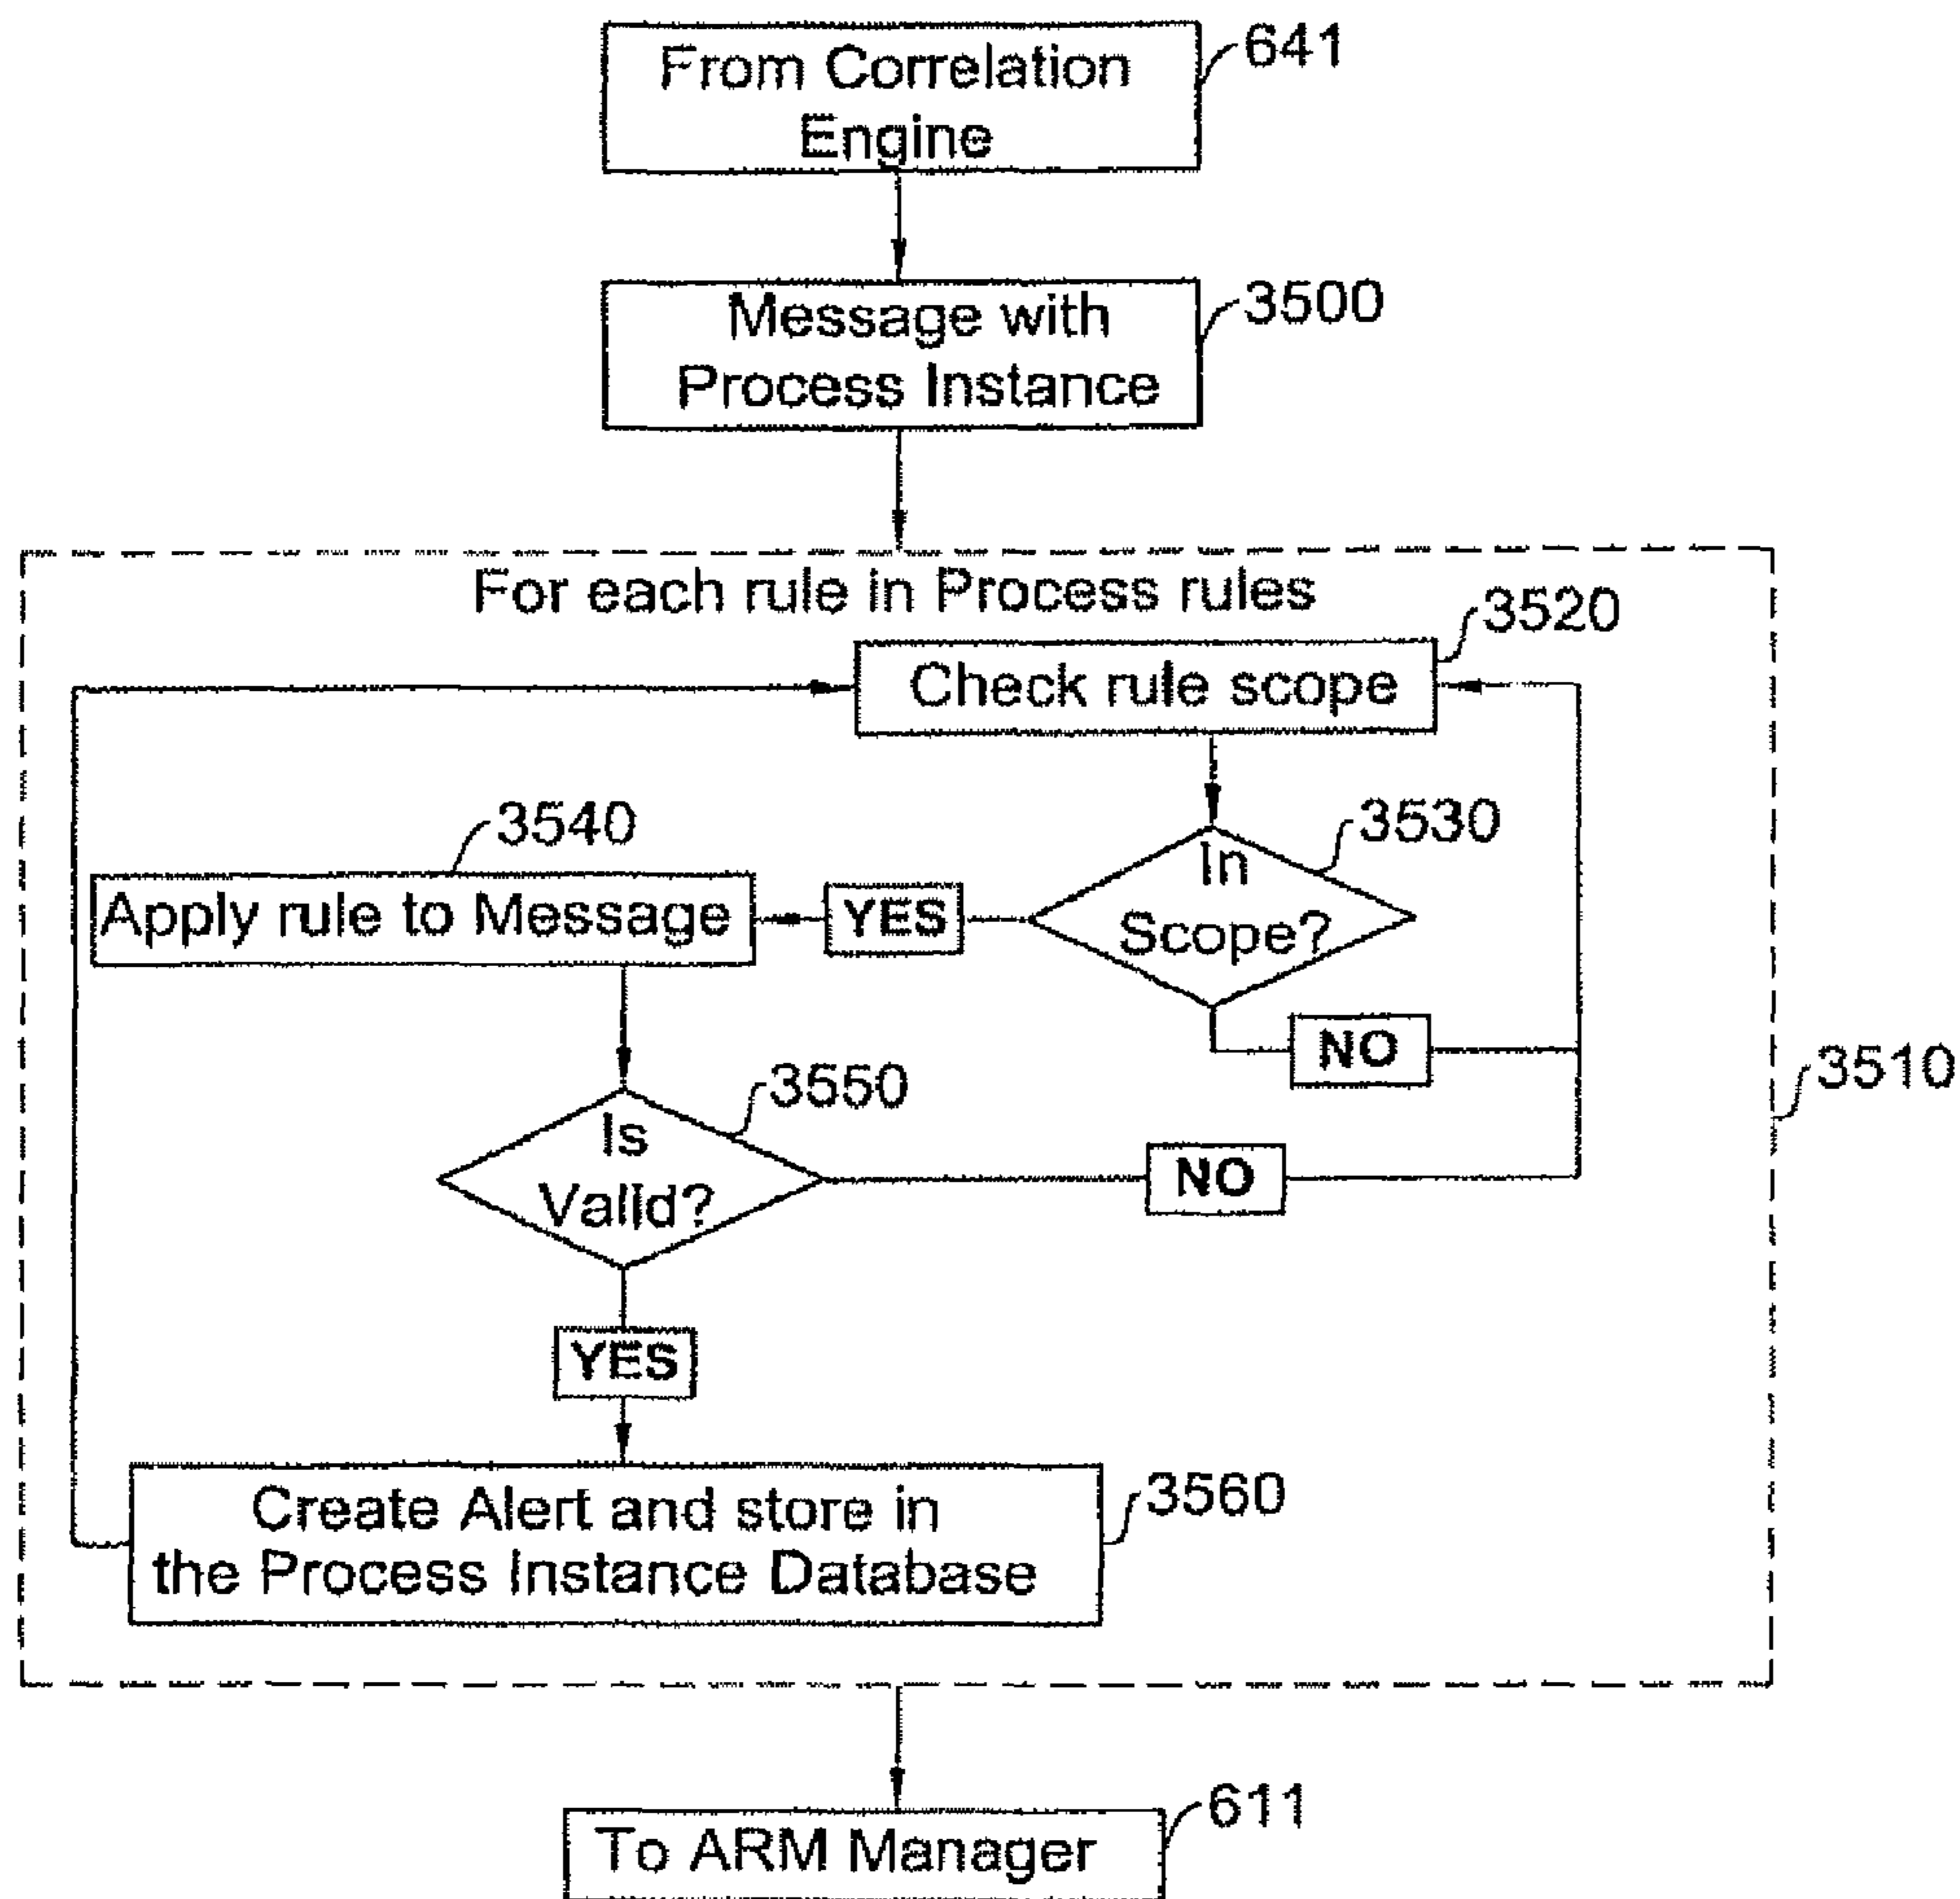 From Correlation
Engine
641
Message with
Process Instance
3500
For each rule in Process rules
3520
Check rule scope
3540
3530
In
Scope?
YES
Apply rule to Message
NO
3510
3550
Is
Valid?
NO
YES
Create Alert and store in
the Process Instance Database
3560
To ARM Manager
611